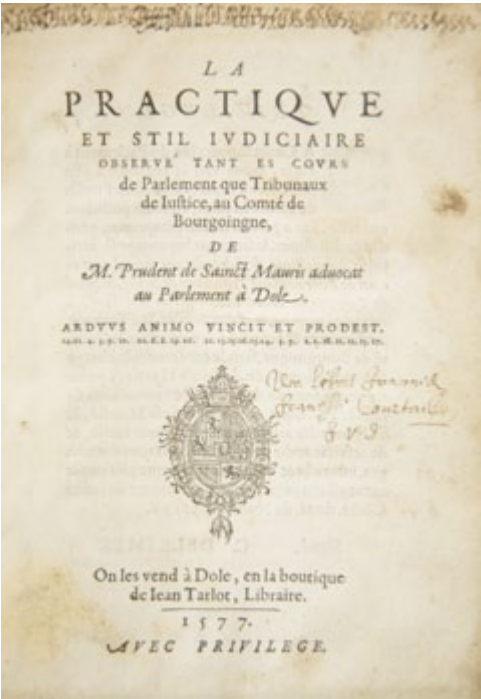 LA
PRACTIQVE
ET STIL IVDICIAIRE
OBSERVE' TANT ES COVRS
de Parlement que Tribunaux
de Iuſtice, au Comté de
Bourgoingne,
DE
M. Prudent de Sainct Mauris aduocat
au Parlement à Dole.
ARDVVS ANIMO VINCIT ET PRODEST.
On les vend à Dole, en la boutique
de Iean Tarlot, Libraire.
1577.
AVEC PRIVILEGE.